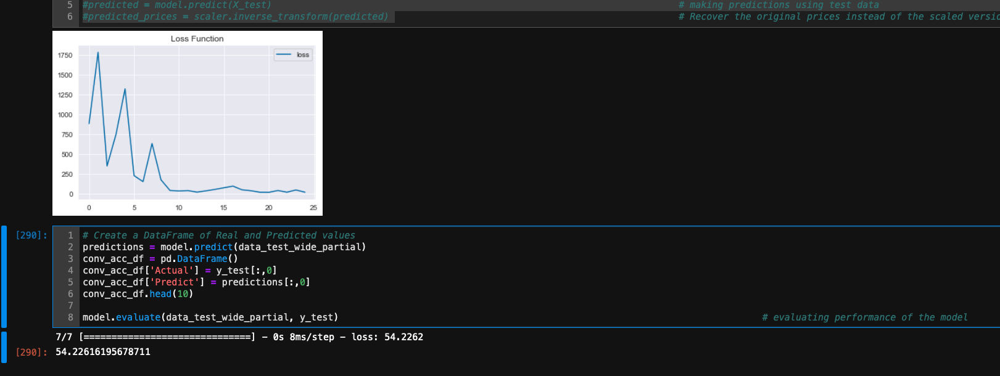 5 #predicted = model.predict(X_test) # making predictions using test data
6 #predicted_prices = scaler.inverse_transform(predicted) # Recover the original prices instead of the scaled
Loss Function
loss
1750
1500
1250
1000
750
500
250
0
0 5 10 15 20 25
[290]: 1 # Create a DataFrame of Real and Predicted values
2 predictions = model.predict(data_test_wide_partial)
3 conv_acc_df = pd.DataFrame()
4 conv_acc_df['Actual'] = y_test[:,0]
5 conv_acc_df['Predict'] = predictions[:,0]
6 conv_acc_df.head(10)
7
8 model.evaluate(data_test_wide_partial, y_test) # evaluating performance of the model
7/7 [==============================] - 0s 8ms/step - loss: 54.2262
[290]: 54.22616195678711